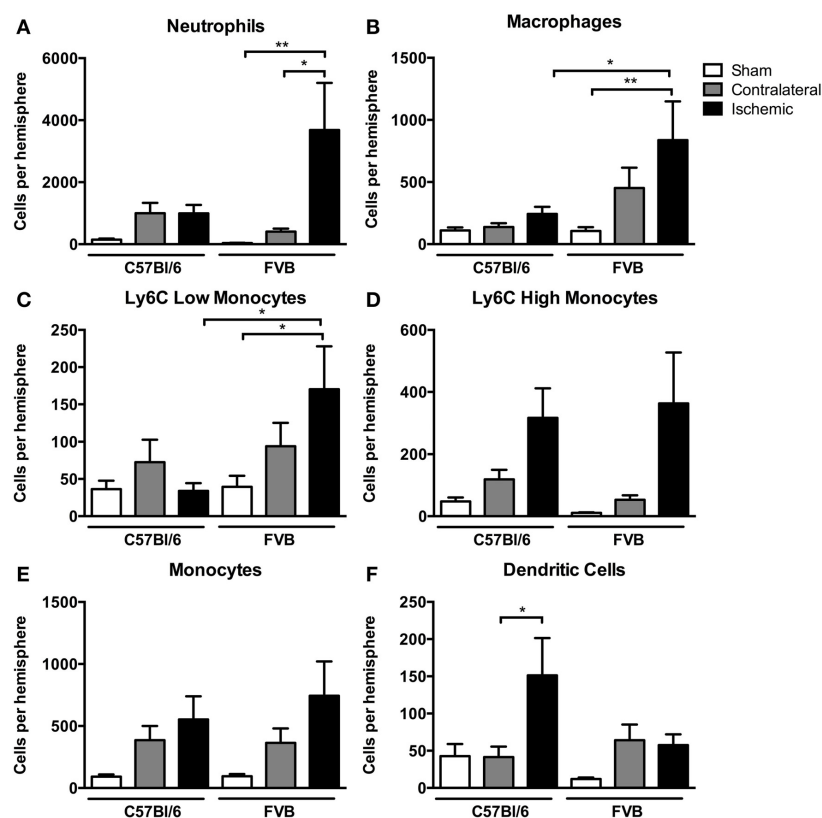 A
Neutrophils
Cells per hemisphere
6000
4000
2000
0
**
*
C57Bl/6
FVB
B
Macrophages
Cells per hemisphere
1500
1000
500
0
*
**
C57Bl/6
FVB
Sham
Contralateral
Ischemic
C
Ly6C Low Monocytes
Cells per hemisphere
250
200
150
100
50
0
*
*
C57Bl/6
FVB
D
Ly6C High Monocytes
Cells per hemisphere
600
400
200
0
C57Bl/6
FVB
E
Monocytes
Cells per hemisphere
1500
1000
500
0
C57Bl/6
FVB
F
Dendritic Cells
Cells per hemisphere
250
200
150
100
50
0
*
C57Bl/6
FVB